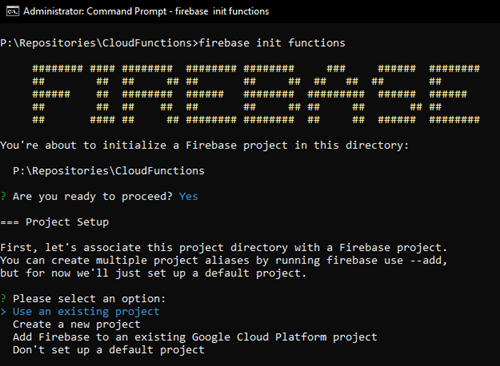 Administrator: Command Prompt - firebase init functions
P:\Repositories\CloudFunctions>firebase init functions
FIREBASE
You're about to initialize a Firebase project in this directory:
P:\Repositories\CloudFunctions
? Are you ready to proceed? Yes
=== Project Setup
First, let's associate this project directory with a Firebase project.
You can create multiple project aliases by running firebase use --add,
but for now we'll just set up a default project.
? Please select an option:
> Use an existing project
Create a new project
Add Firebase to an existing Google Cloud Platform project
Don't set up a default project